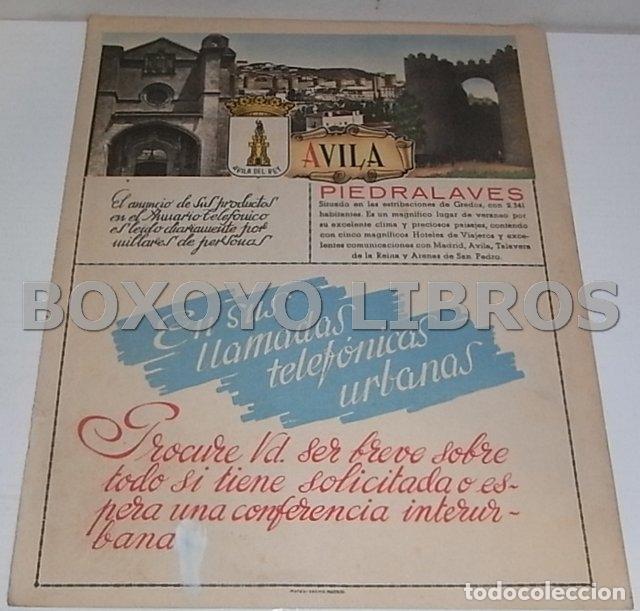 AVILA DEL REY
AVILA
El anuncio de sus productos
en el Anuario telefónico
es leido diariamente por
millares de personas
PIEDRALAVES
Situado en las estribaciones de Gredos, con 2.341
habitantes. Es un magnífico lugar de veraneo por
su excelente clima y preciosos paisajes, contando
con cinco magníficos Hoteles de Viajeros y exce-
lentes comunicaciones con Madrid, Avila, Talavera
de la Reina y Arenas de San Pedro.
BOXOYO LIBROS
En sus
llamadas
telefónicas
urbanas
Procure Vd. ser breve sobre
todo si tiene solicitada o es-
pera una conferencia interur-
bana
todocoleccion